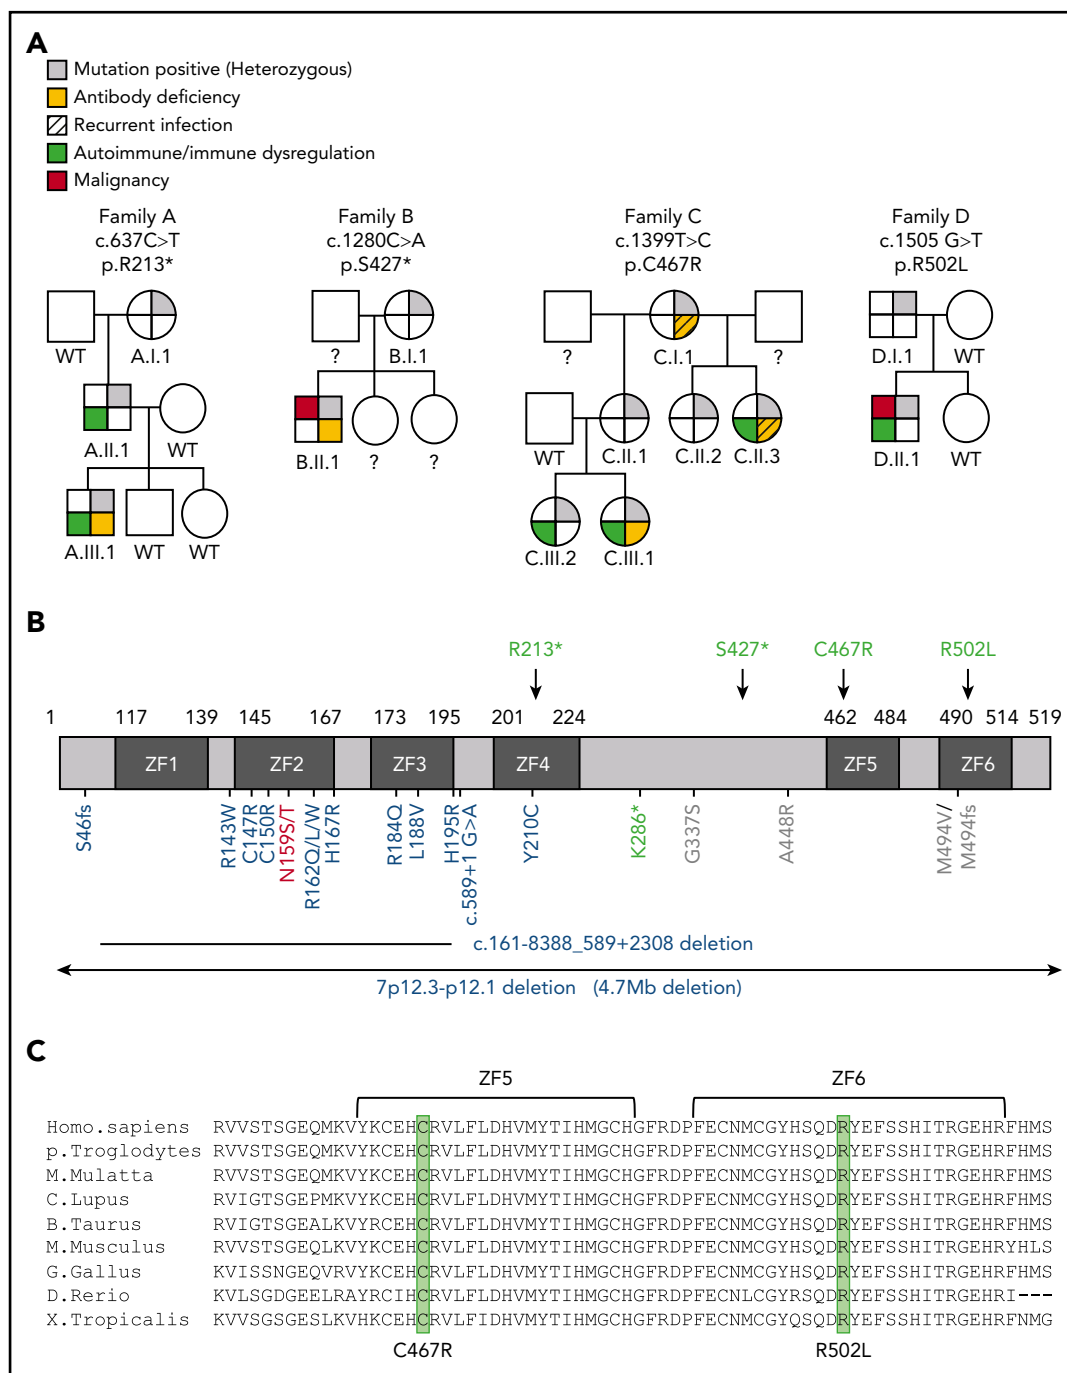 A
Mutation positive (Heterozygous)
Antibody deficiency
Recurrent infection
Autoimmune/immune dysregulation
Malignancy
Family A
c.637C>T
p.R213*
WT
A.I.1
A.II.1
WT
A.III.1
WT
WT
Family B
c.1280C>A
p.S427*
?
B.I.1
B.II.1
?
?
Family C
c.1399T>C
p.C467R
?
C.I.1
?
WT
C.II.1
C.II.2
C.II.3
C.III.2
C.III.1
Family D
c.1505 G>T
p.R502L
D.I.1
WT
D.II.1
WT
B
R213*
S427*
C467R
R502L
1 117 139 145 167 173 195 201 224 462 484 490 514 519
ZF1 ZF2 ZF3 ZF4 ZF5 ZF6
S46fs
R143W
C147R
C150R
N159S/T
R162Q/L/W
H167R
R184Q
L188V
H195R
c.589+1 G>A
Y210C
K286*
G337S
A448R
M494V/
M494fs
c.161-8388_589+2308 deletion
7p12.3-p12.1 deletion (4.7Mb deletion)
C
ZF5 ZF6
Homo.sapiens RVVSTSGEQMKVYKCEHCRVLFLDHVMYTIHMGCHGFRDPFECNMCGYHSQDRYEFSSHITRGEHRFHMS
p.Troglodytes RVVSTSGEQMKVYKCEHCRVLFLDHVMYTIHMGCHGFRDPFECNMCGYHSQDRYEFSSHITRGEHRFHMS
M.Mulatta RVVSTSGEQMKVYKCEHCRVLFLDHVMYTIHMGCHGFRDPFECNMCGYHSQDRYEFSSHITRGEHRFHMS
C.Lupus RVIGTSGEPMKVYKCEHCRVLFLDHVMYTIHMGCHGFRDPFECNMCGYHSQDRYEFSSHITRGEHRFHMS
B.Taurus RVIGTSGEALKVYRCEHCRVLFLDHVMYTIHMGCHGFRDPFECNMCGYHSQDRYEFSSHITRGEHRFHMS
M.Musculus RVVSTSGEQLKVYKCEHCRVLFLDHVMYTIHMGCHGFRDPFECNMCGYHSQDRYEFSSHITRGEHRYHLS
G.Gallus KVISSNGEQVRVYKCEHCRVLFLDHVMYTIHMGCHGFRDPFECNMCGYHSQDRYEFSSHITRGEHRFHMS
D.Rerio KVLSGDGEELRAYRCIHCRVLFLDHVMYTIHMGCHGFRDPFECNLCGYRSQDRYEFSSHITRGEHRI---
X.Tropicalis KVVSGSGESLKVHKCEHCRVLFIDHVMYTIHMGCHGFRDPFECNMCGYQSQDRYEFSSHITRGEHRFNMG
C467R R502L